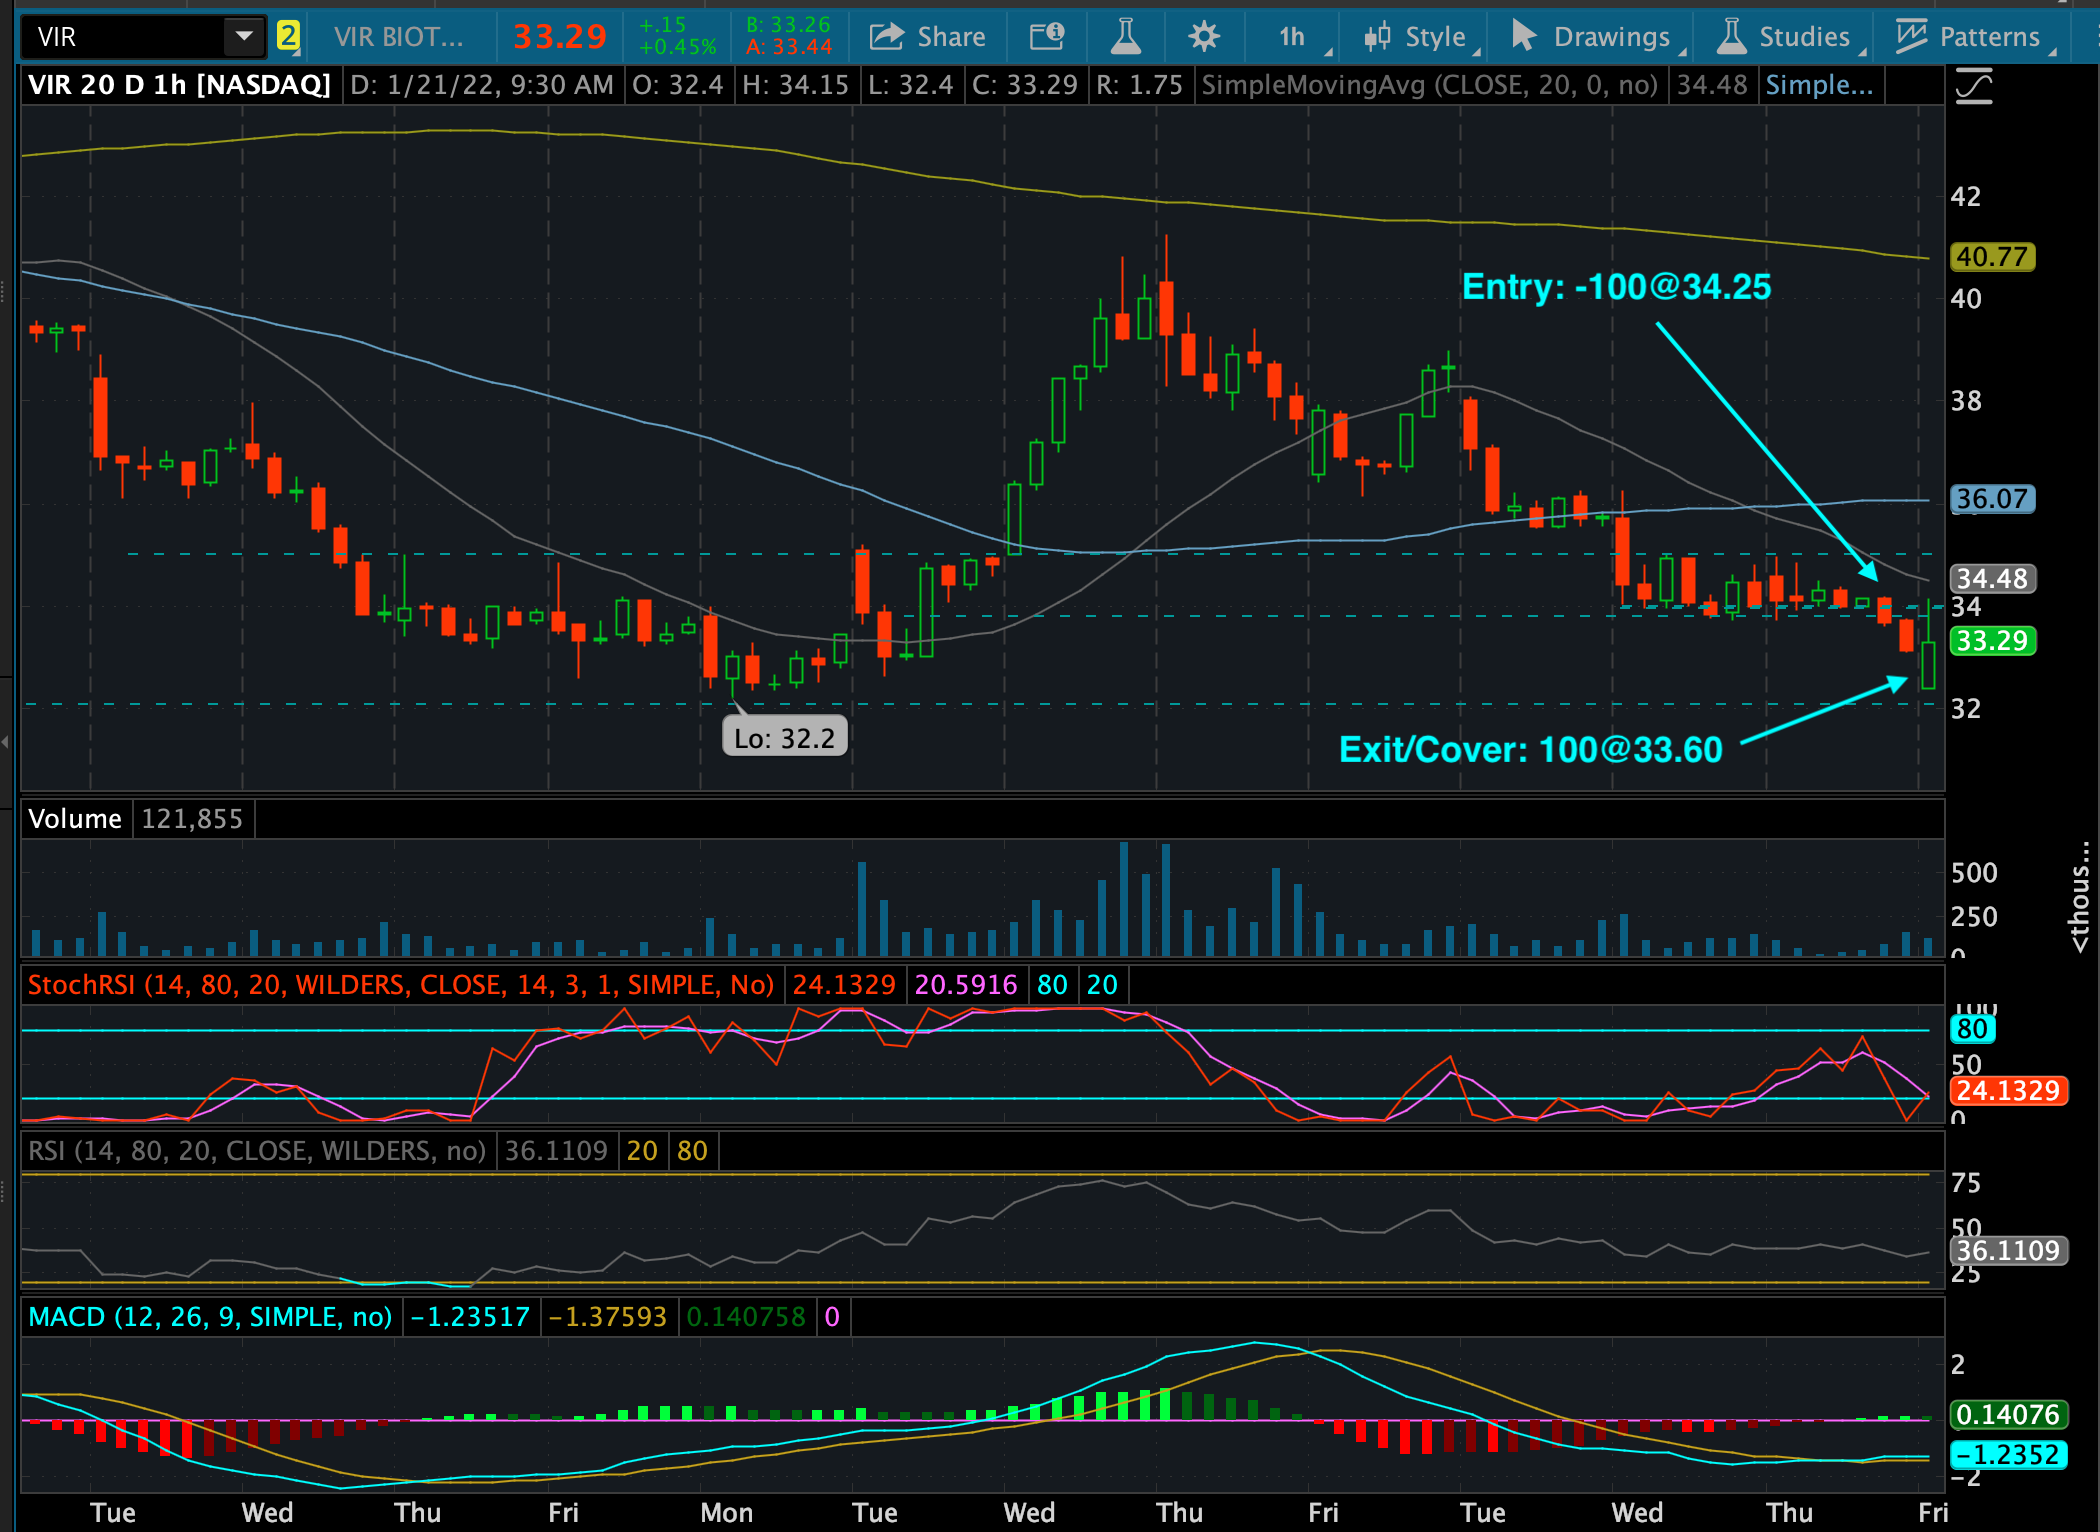 VIR 2 VIR BIOT... 33.29 +.15 B: 33.26 Share 1h Style Drawings Studies Patterns
+0.45% A: 33.44
VIR 20 D 1h [NASDAQ] D: 1/21/22, 9:30 AM O: 32.4 H: 34.15 L: 32.4 C: 33.29 R: 1.75 SimpleMovingAvg (CLOSE, 20, 0, no) 34.48 Simple...
42
40.77
Entry: -100@34.25
40
38
36.07
34.48
34
33.29
32
Lo: 32.2
Exit/Cover: 100@33.60
Volume 121,855
500
250
0
<thous...
StochRSI (14, 80, 20, WILDERS, CLOSE, 14, 3, 1, SIMPLE, No) 24.1329 20.5916 80 20
100
80
50
24.1329
0
RSI (14, 80, 20, CLOSE, WILDERS, no) 36.1109 20 80
75
50
36.1109
25
MACD (12, 26, 9, SIMPLE, no) -1.23517 -1.37593 0.140758 0
2
0.14076
-1.2352
-2
Tue Wed Thu Fri Mon Tue Wed Thu Fri Tue Wed Thu Fri